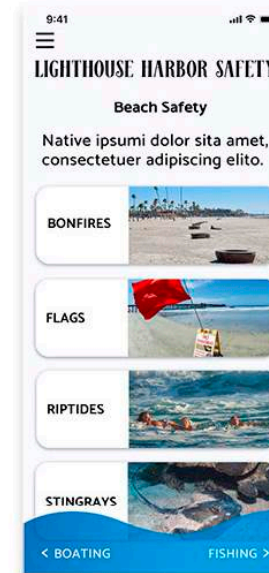 9:41
LIGHTHOUSE HARBOR SAFETY
Beach Safety
Native ipsumi dolor sita amet,
consectetuer adipiscing elito.
BONFIRES
FLAGS
RIPTIDES
STINGRAYS
< BOATING
FISHING >